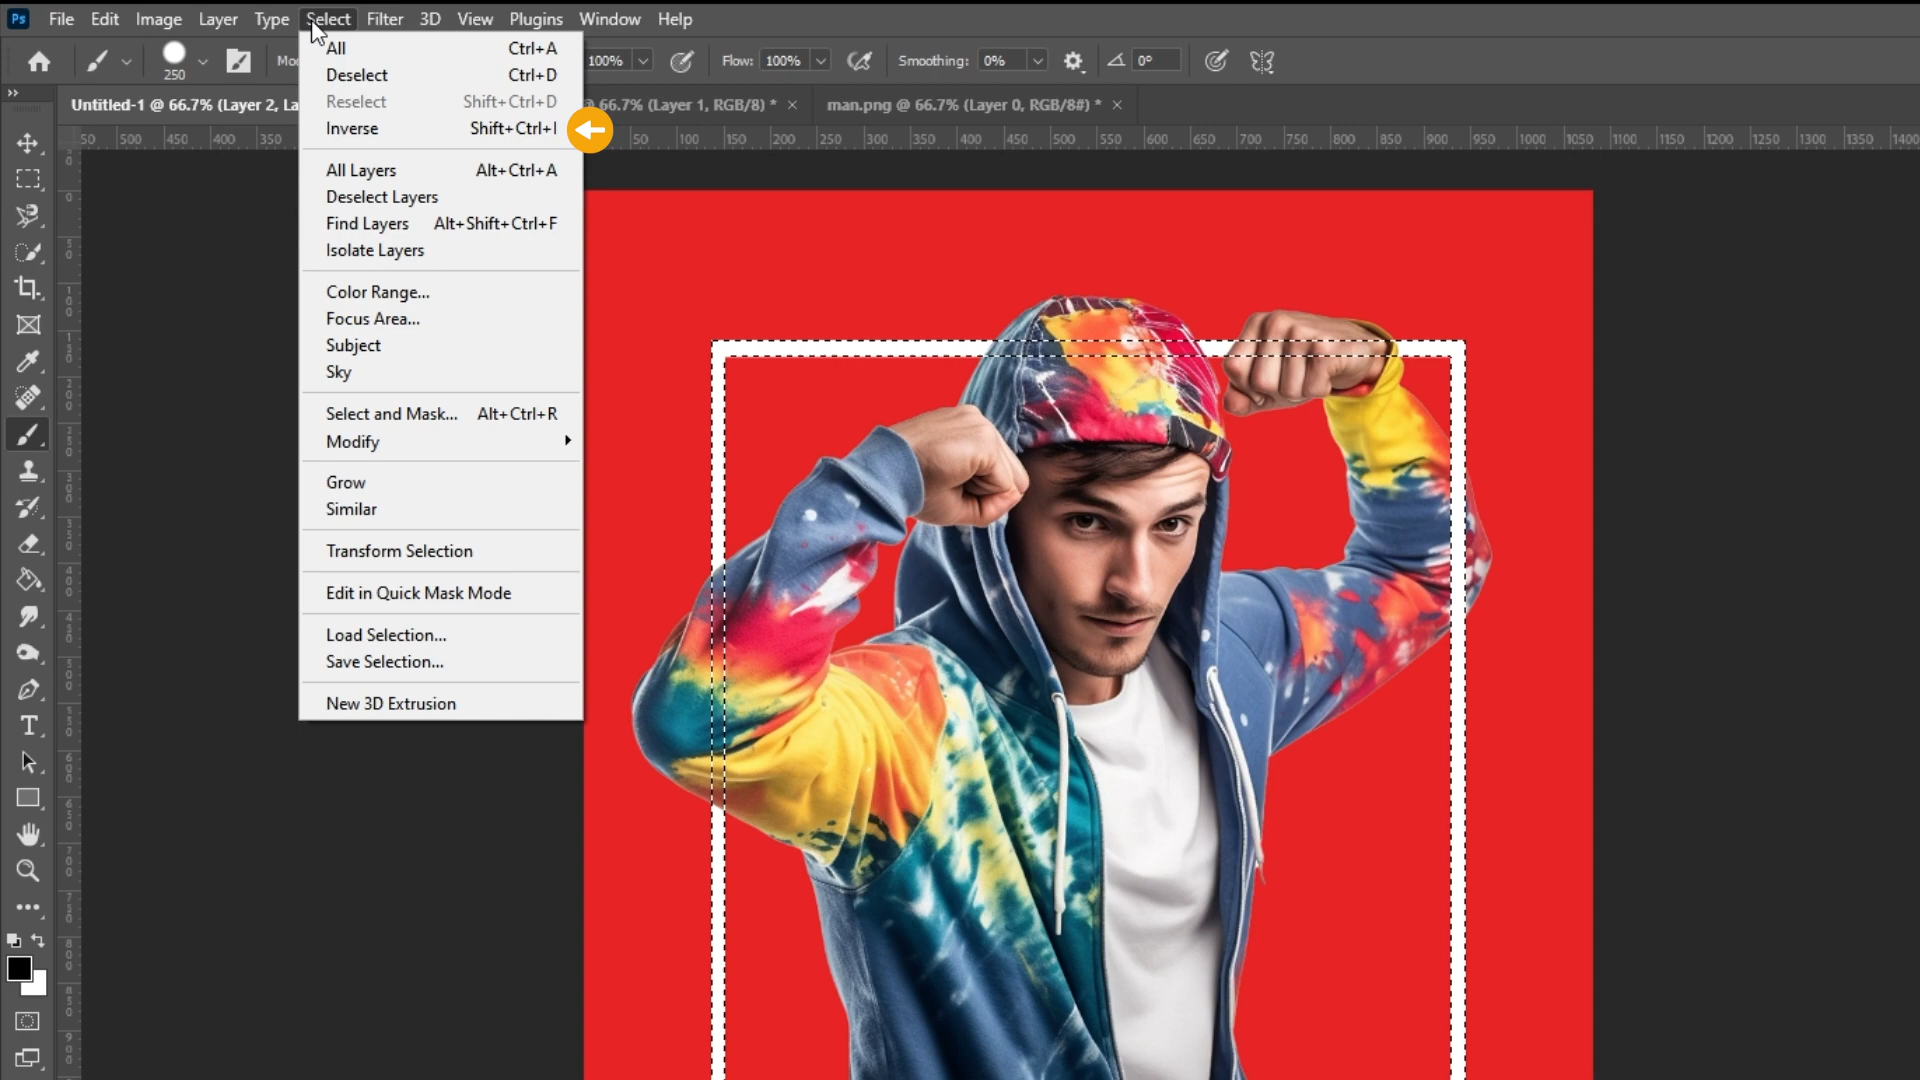 Ps File Edit Image Layer Type Select Filter 3D View Plugins Window Help
250 100% Flow: 100% Smoothing: 0% 0°
Untitled-1 @ 66.7% (Layer 2, La @ 66.7% (Layer 1, RGB/8) * × man.png @ 66.7% (Layer 0, RGB/8#) * ×
50 500 450 400 350 50 100 150 200 250 300 350 400 450 500 550 600 650 700 750 800 850 900 950 1000 1050 1100 1150 1200 1250 1300 1350 1400
All Ctrl+A
Deselect Ctrl+D
Reselect Shift+Ctrl+D
Inverse Shift+Ctrl+I
All Layers Alt+Ctrl+A
Deselect Layers
Find Layers Alt+Shift+Ctrl+F
Isolate Layers
Color Range...
Focus Area...
Subject
Sky
Select and Mask... Alt+Ctrl+R
Modify
Grow
Similar
Transform Selection
Edit in Quick Mask Mode
Load Selection...
Save Selection...
New 3D Extrusion